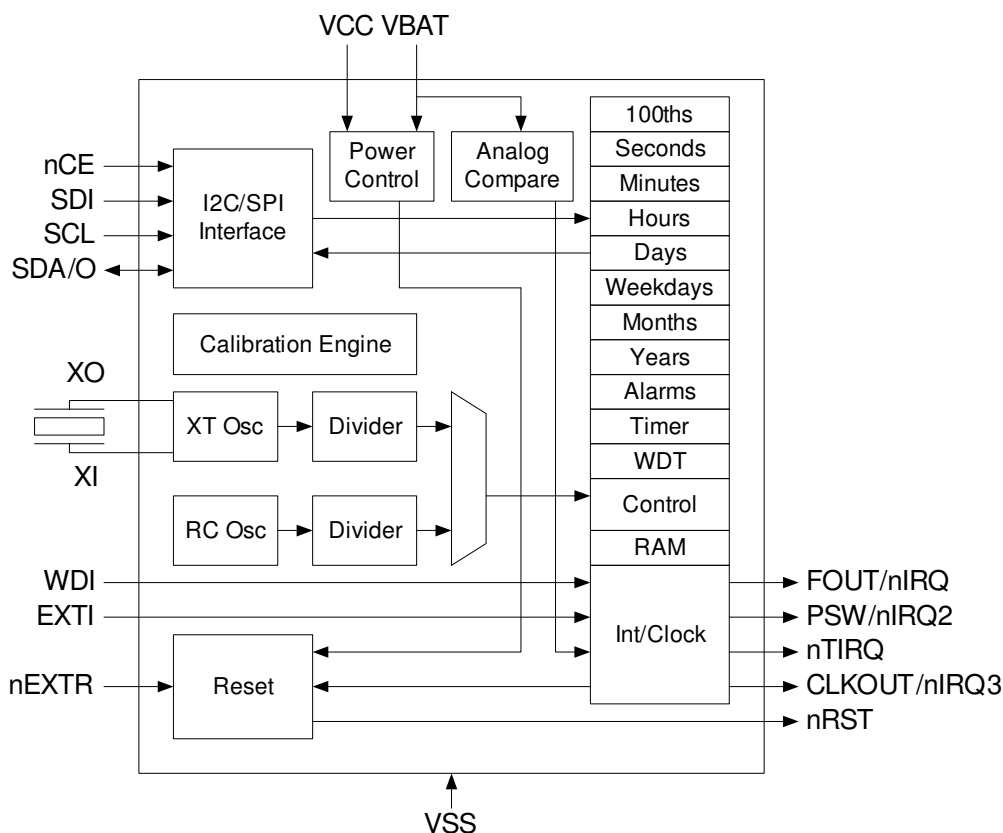 VCC VBAT
nCE
SDI
SCL
SDA/O
I2C/SPI
Interface
Power
Control
Analog
Compare
100ths
Seconds
Minutes
Hours
Days
Weekdays
Months
Years
Alarms
Timer
WDT
Control
RAM
Int/Clock
Calibration Engine
XO
XI
XT Osc
Divider
RC Osc
Divider
WDI
EXTI
nEXTR
Reset
FOUT/nIRQ
PSW/nIRQ2
nTIRQ
CLKOUT/nIRQ3
nRST
VSS